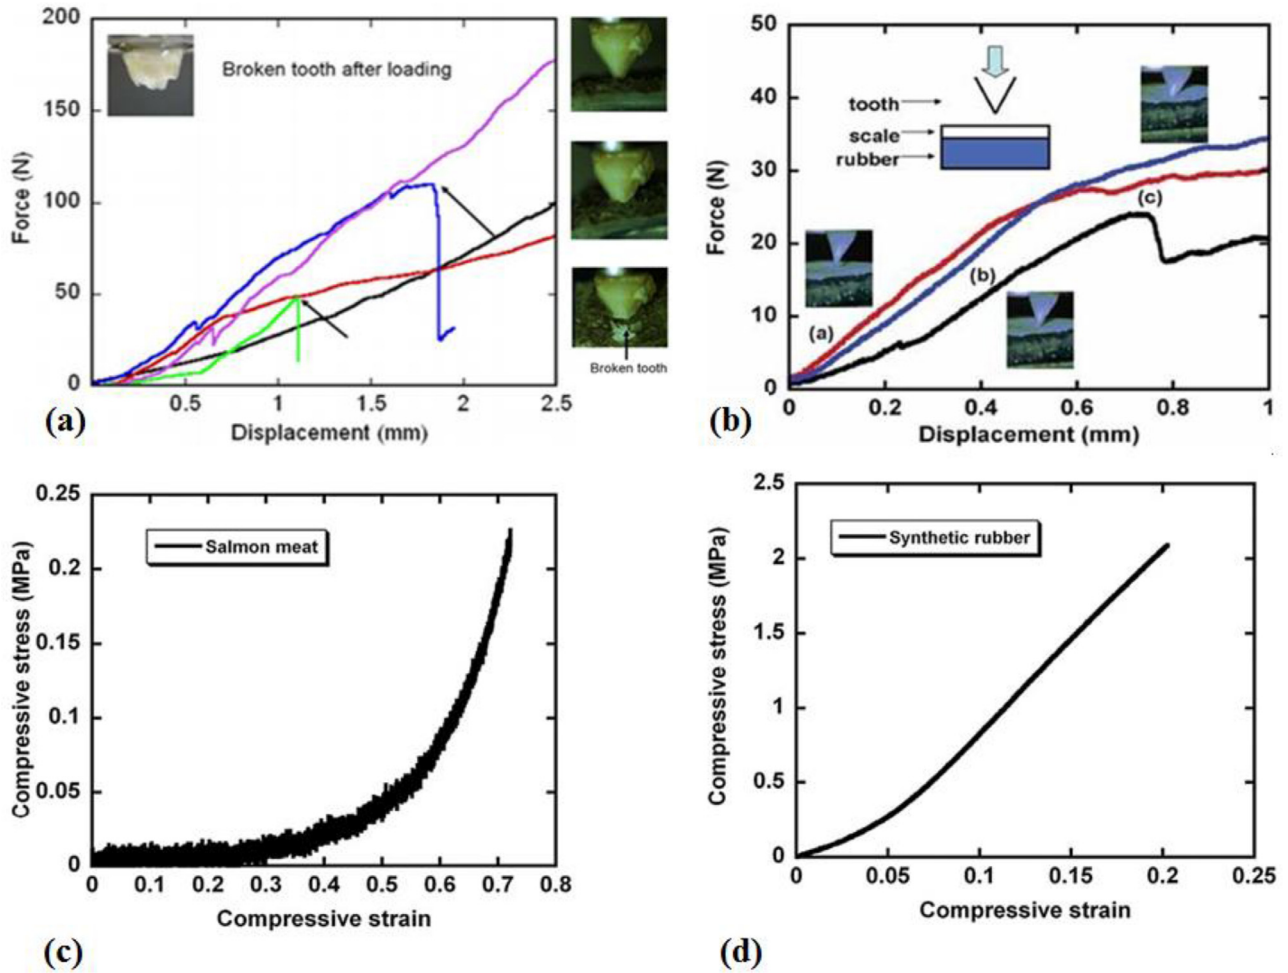 200
150
100
50
0
Force (N)
Broken tooth after loading
Broken tooth
0.5
1
1.5
2
2.5
Displacement (mm)
(a)
50
40
30
20
10
0
Force (N)
tooth
scale
rubber
(a)
(b)
(c)
0
0.2
0.4
0.6
0.8
1
Displacement (mm)
(b)
0.25
0.2
0.15
0.1
0.05
0
Compressive stress (MPa)
Salmon meat
0
0.1
0.2
0.3
0.4
0.5
0.6
0.7
0.8
Compressive strain
(c)
2.5
2
1.5
1
0.5
0
Compressive stress (MPa)
Synthetic rubber
0
0.05
0.1
0.15
0.2
0.25
Compressive strain
(d)